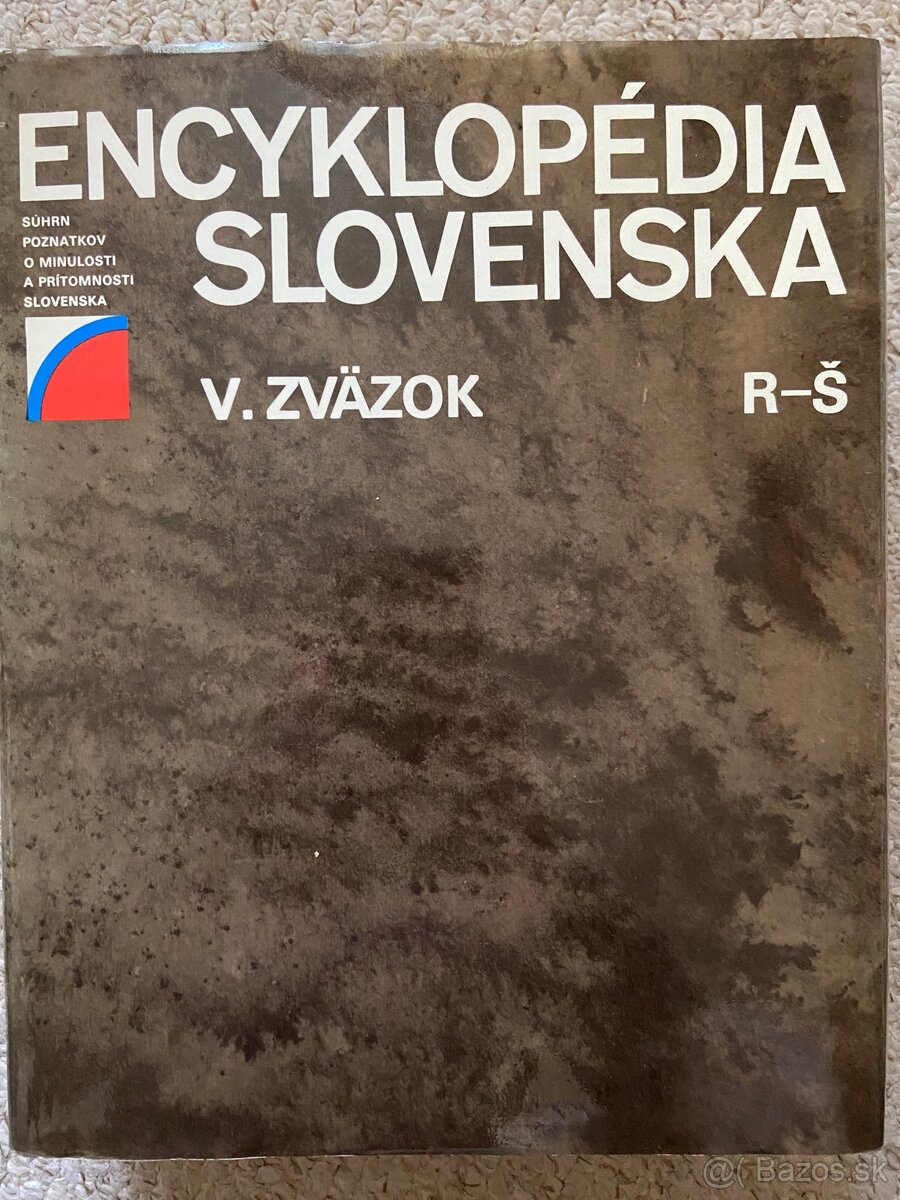 ENCYKLOPÉDIA
SLOVENSKA
SÚHRN
POZNATKOV
O MINULOSTI
A PRÍTOMNOSTI
SLOVENSKA
V. ZVÄZOK
R–Š
@( Bazos.sk